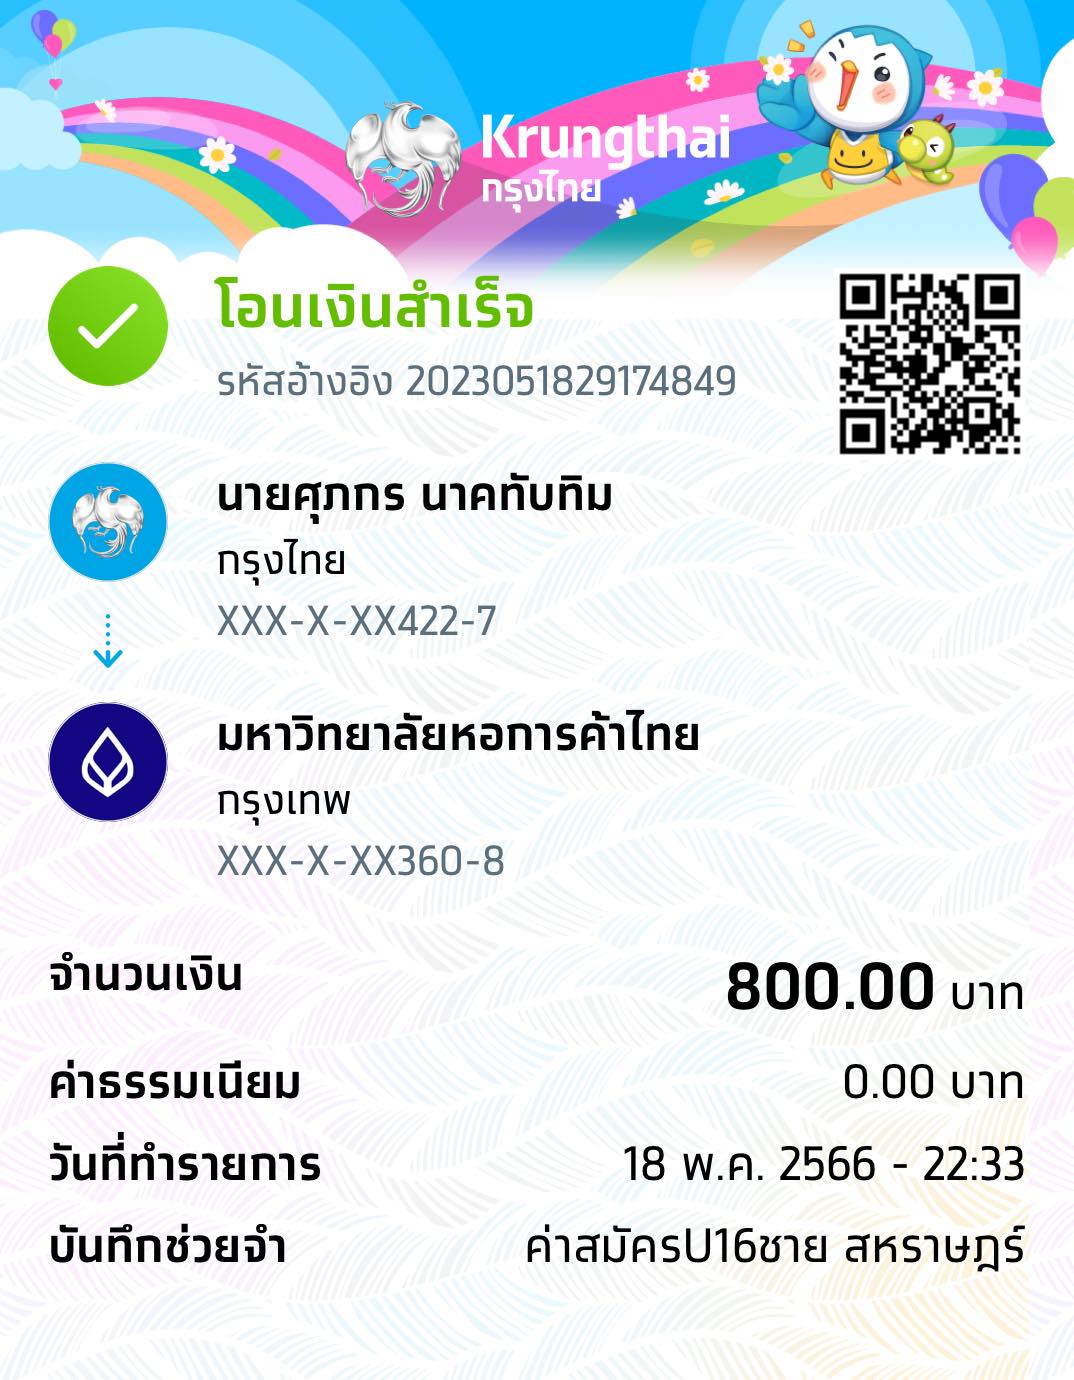 Krungthai
กรุงไทย
โอนเงินสำเร็จ
รหัสอ้างอิง 2023051829174849
นายศุภกร นาคทับทิม
กรุงไทย
XXX-X-XX422-7
มหาวิทยาลัยหอการค้าไทย
กรุงเทพ
XXX-X-XX360-8
จำนวนเงิน 800.00 บาท
ค่าธรรมเนียม 0.00 บาท
วันที่ทำรายการ 18 พ.ค. 2566 - 22:33
บันทึกช่วยจำ ค่าสมัครU16ชาย สหราษฎร์